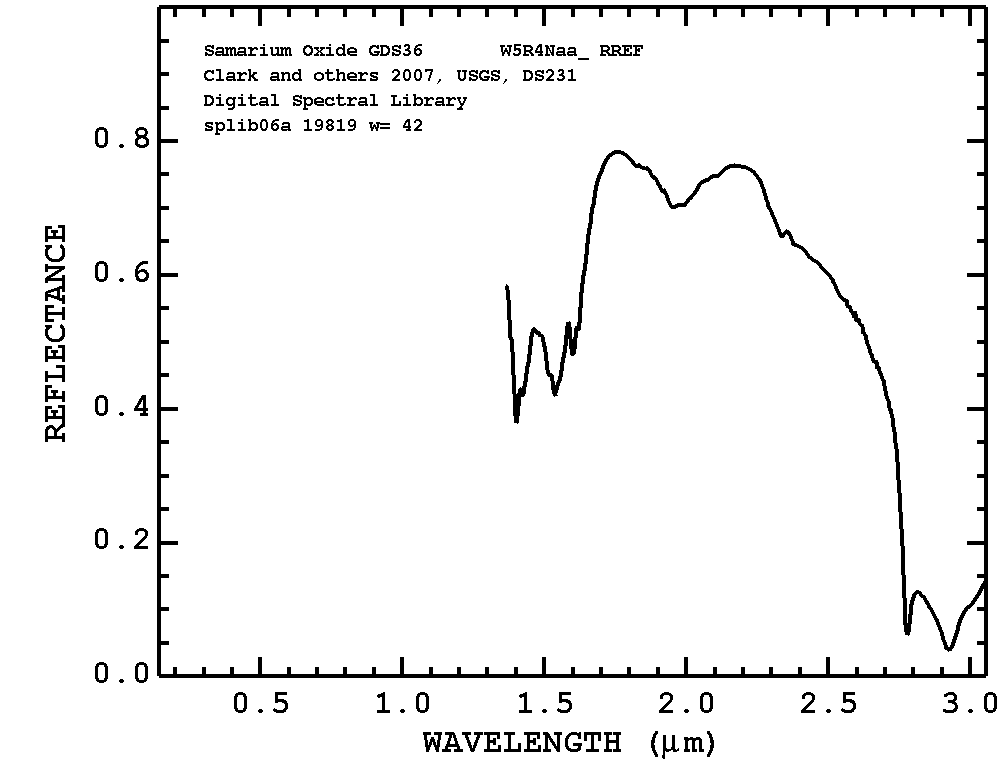 Samarium Oxide GDS36 W5R4Naa_ RREF
Clark and others 2007, USGS, DS231
Digital Spectral Library
splib06a 19819 w= 42
0.8
0.6
0.4
0.2
0.0
REFLECTANCE
0.5 1.0 1.5 2.0 2.5 3.0
WAVELENGTH (μm)